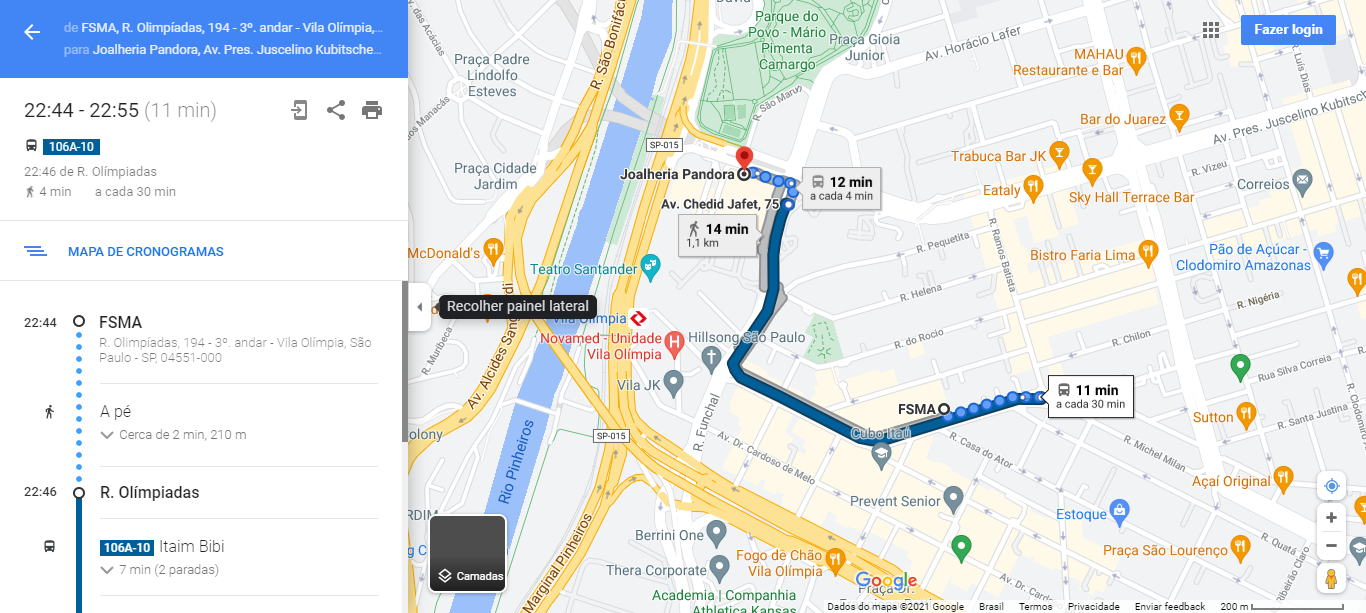 de FSMA, R. Olimpíadas, 194 - 3º. andar - Vila Olímpia,...
para Joalheria Pandora, Av. Pres. Juscelino Kubitsche...
22:44 - 22:55 (11 min)
106A-10
22:46 de R. Olímpiadas
4 min a cada 30 min
MAPA DE CRONOGRAMAS
22:44 FSMA
R. Olimpíadas, 194 - 3º. andar - Vila Olímpia, São
Paulo - SP, 04551-000
A pé
Cerca de 2 min, 210 m
22:46 R. Olímpiadas
106A-10 Itaim Bibi
7 min (2 paradas)
Recolher painel lateral
Camadas
Fazer login
Parque do
Povo - Mário
Pimenta
Camargo
Praça Gioia
Junior
Av. Horácio Lafer
MAHAU
Restaurante e Bar
R. São Bonifác
Praça Padre
Lindolfo
Esteves
R. São Maru
Bar do Juarez
Av. Pres. Juscelino Kubitsch
SP-015
Trabuca Bar JK
R. Vizeu
Praça Cidade
Jardim
Joalheria Pandora
12 min
a cada 4 min
Eataly
Correios
Sky Hall Terrace Bar
Av. Chedid Jafet, 75
14 min
1,1 km
McDonald's
R. Pequetita
R. Ramos Batista
Bistro Faria Lima
Pão de Açúcar -
Clodomiro Amazonas
Teatro Santander
R. Helena
R. Nigéria
Vila Olímpia
Novamed - Unidade
Vila Olímpia
Hillsong São Paulo
R. do Rocio
R. Chilon
R. Muribeca
Av. Alcides Sang
Rua Silva Correia
Vila JK
11 min
a cada 30 min
R. Funchal
FSMA
Sutton
R. Santa Justina
olony
SP-015
Cubo Itaú
R. Casa do Ator
R. Michel Milan
Av. Dr. Cardoso de Melo
Rio Pinheiros
Açaí Original
Prevent Senior
Estoque
RDIM
Berrini One
Praça São Lourenço
R. Quatá
R. Ribeirão Claro
Marginal Pinheiros
Fogo de Chão
Vila Olímpia
Thera Corporate
Google
Academia | Companhia
Athletica Kansas
Dados do mapa ©2021 Google Brasil Termos Privacidade Enviar feedback 200 m